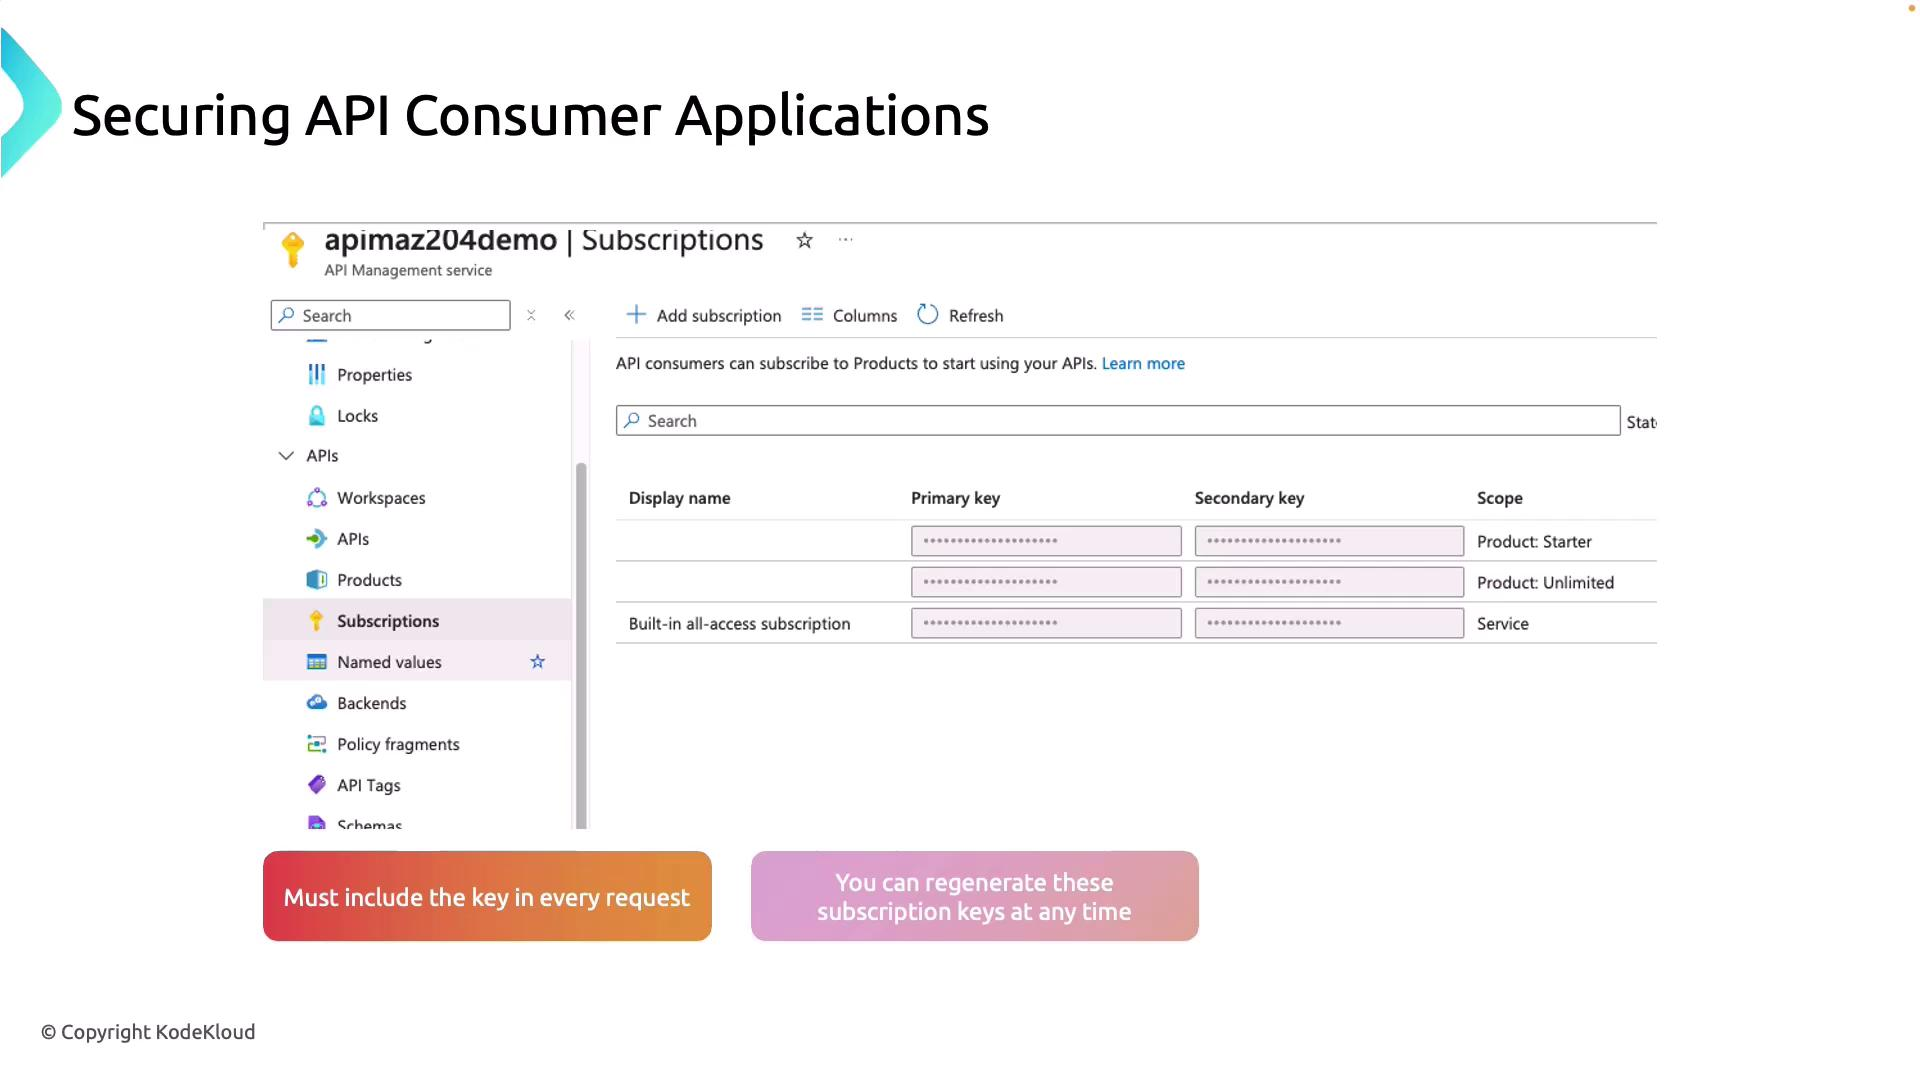 Securing API Consumer Applications
apimaz204demo | Subscriptions
API Management service
Search
Add subscription
Columns
Refresh
API consumers can subscribe to Products to start using your APIs. Learn more
Search
Properties
Locks
APIs
Workspaces
APIs
Products
Subscriptions
Named values
Backends
Policy fragments
API Tags
Schemas
Display name Primary key Secondary key Scope
Product: Starter
Product: Unlimited
Built-in all-access subscription Service
Must include the key in every request
You can regenerate these
subscription keys at any time
© Copyright KodeKloud